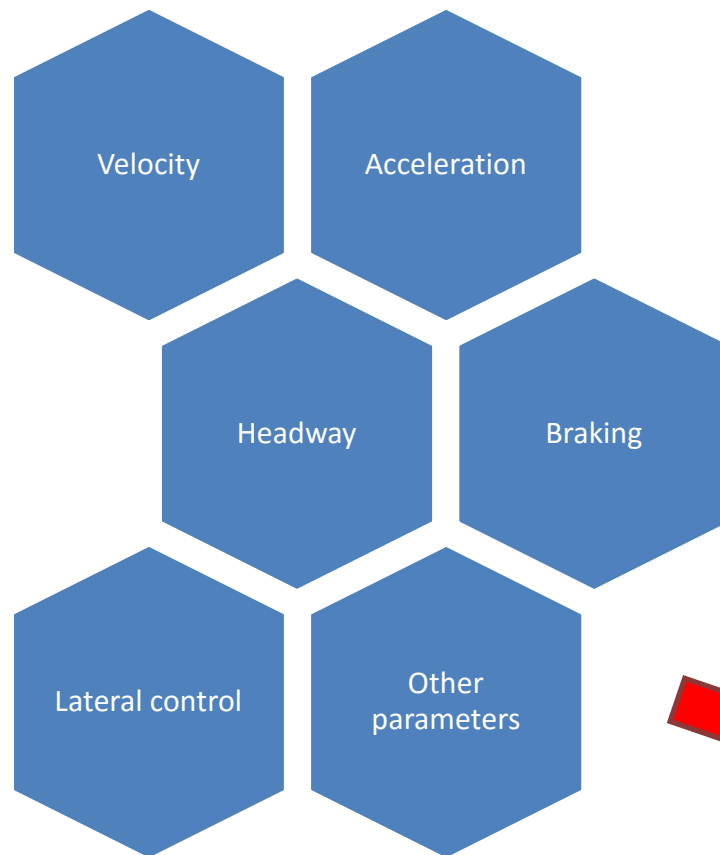 Velocity
Acceleration
Headway
Braking
Lateral control
Other
parameters